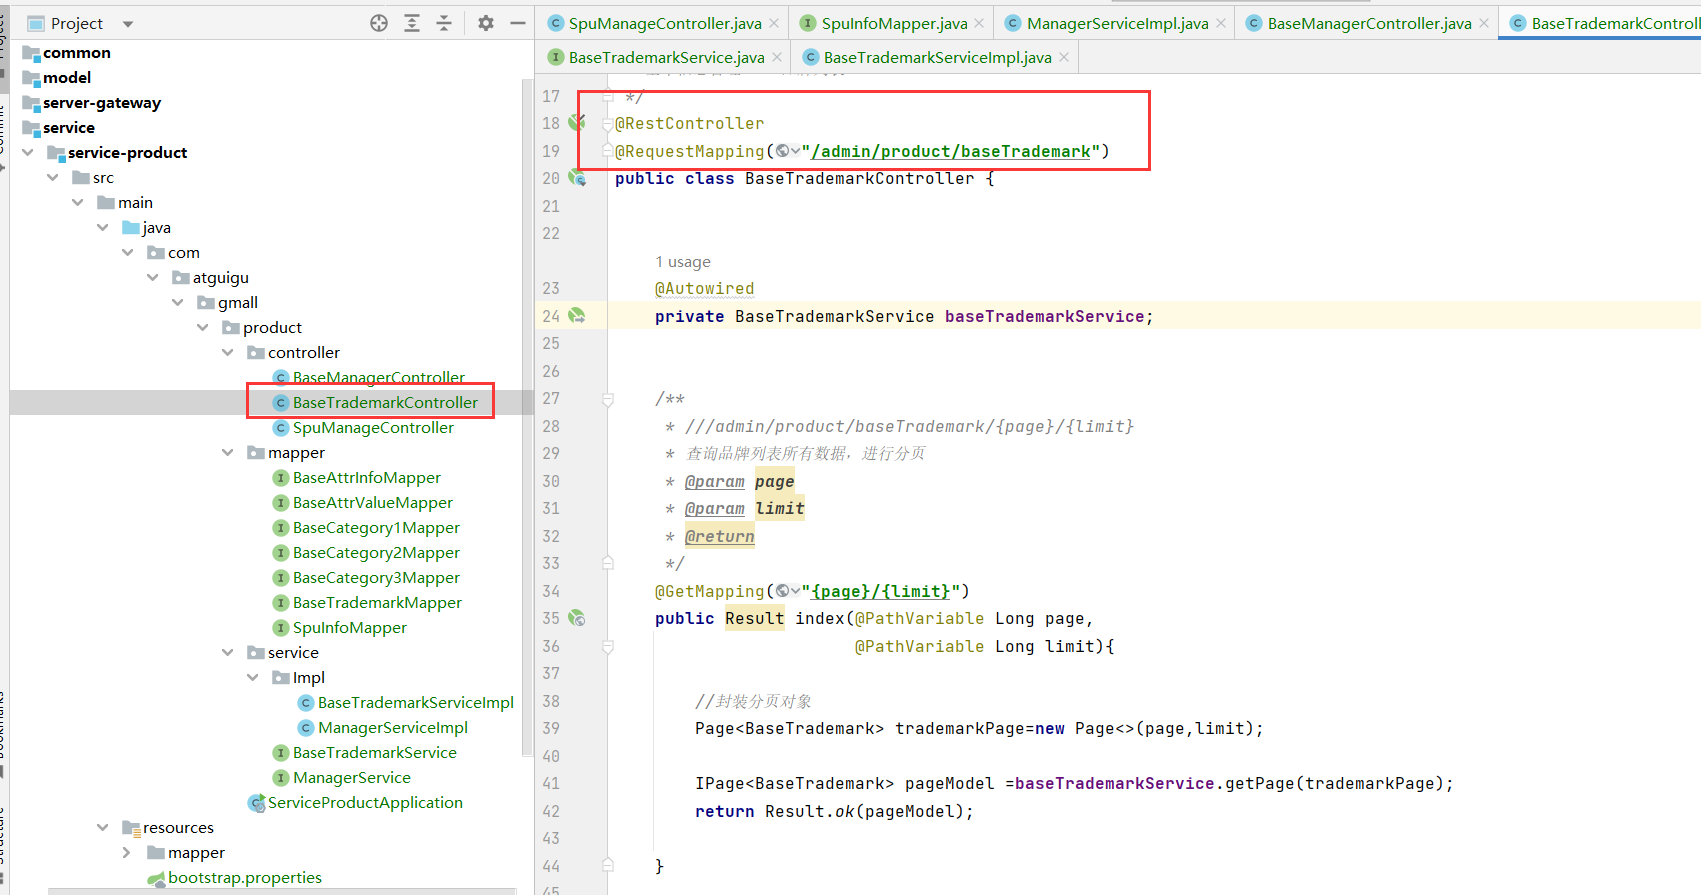 Project
common
model
server-gateway
service
service-product
src
main
java
com
atguigu
gmall
product
controller
BaseManagerController
BaseTrademarkController
SpuManageController
mapper
BaseAttrInfoMapper
BaseAttrValueMapper
BaseCategory1Mapper
BaseCategory2Mapper
BaseCategory3Mapper
BaseTrademarkMapper
SpuInfoMapper
service
Impl
BaseTrademarkServiceImpl
ManagerServiceImpl
BaseTrademarkService
ManagerService
ServiceProductApplication
resources
mapper
bootstrap.properties
SpuManageController.java
SpuInfoMapper.java
ManagerServiceImpl.java
BaseManagerController.java
BaseTrademarkControll
BaseTrademarkService.java
BaseTrademarkServiceImpl.java
17 */
18 @RestController
19 @RequestMapping("/admin/product/baseTrademark")
20 public class BaseTrademarkController {
21
22
1 usage
23 @Autowired
24 private BaseTrademarkService baseTrademarkService;
25
26
27 /**
28 * ///admin/product/baseTrademark/{page}/{limit}
29 * 查询品牌列表所有数据，进行分页
30 * @param page
31 * @param limit
32 * @return
33 */
34 @GetMapping("{page}/{limit}")
35 public Result index(@PathVariable Long page,
36 @PathVariable Long limit){
37
38 //封装分页对象
39 Page<BaseTrademark> trademarkPage=new Page<>(page,limit);
40
41 IPage<BaseTrademark> pageModel =baseTrademarkService.getPage(trademarkPage);
42 return Result.ok(pageModel);
43
44 }
45